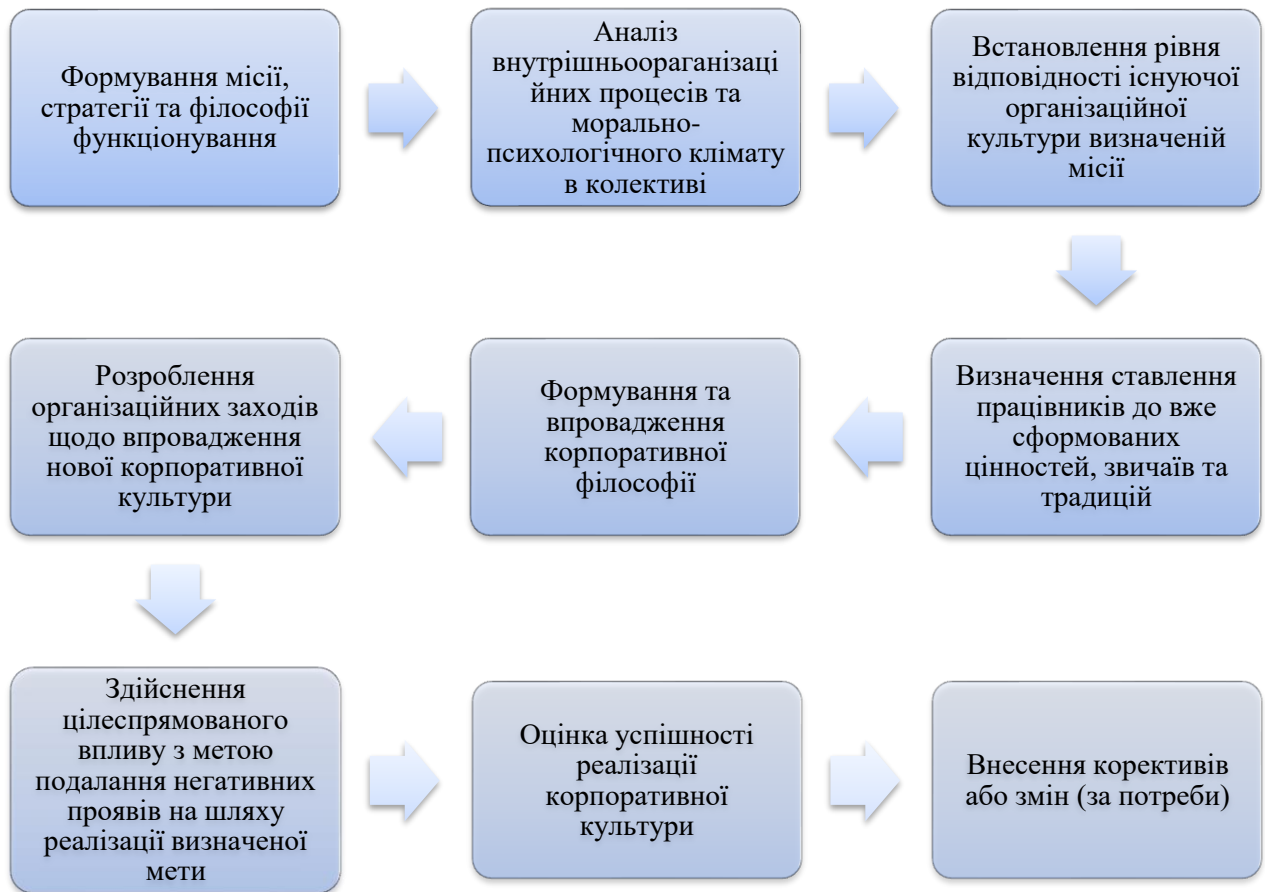 Формування місії,
стратегії та філософії
функціонування
Аналіз
внутрішньоораганізаці
йних процесів та
морально-
психологічного клімату
в колективі
Встановлення рівня
відповідності існуючої
організаційної
культури визначеній
місії
Визначення ставлення
працівників до вже
сформованих
цінностей, звичаїв та
традицій
Формування та
впровадження
корпоративної
філософії
Розроблення
організаційних заходів
щодо впровадження
нової корпоративної
культури
Здійснення
цілеспрямованого
впливу з метою
подалання негативних
проявів на шляху
реалізації визначеної
мети
Оцінка успішності
реалізації
корпоративної
культури
Внесення корективів
або змін (за потреби)